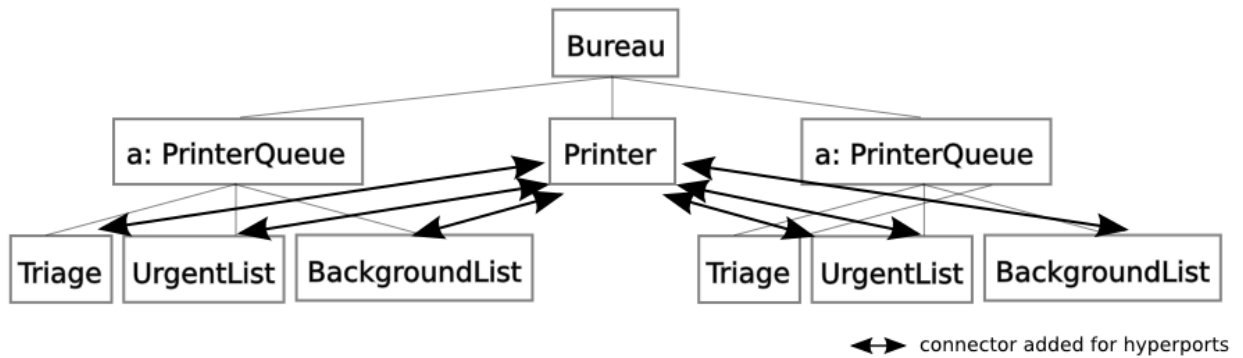 Bureau
a: PrinterQueue
Printer
a: PrinterQueue
Triage
UrgentList
BackgroundList
Triage
UrgentList
BackgroundList
connector added for hyperports